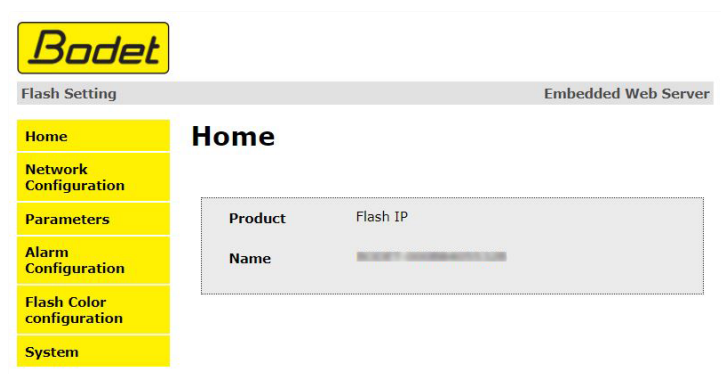 Bodet
Flash Setting
Embedded Web Server
Home
Network
Configuration
Parameters
Alarm
Configuration
Flash Color
configuration
System
Home
Product Flash IP
Name